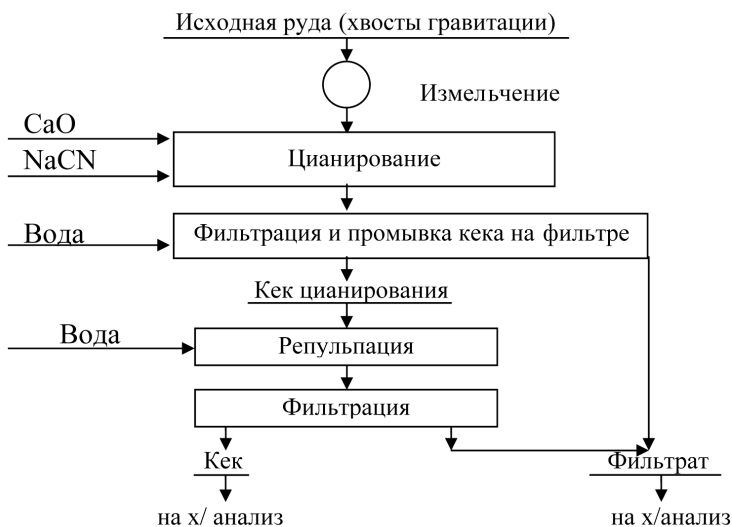 Исходная руда (хвосты гравитации)
Измельчение
CaO
NaCN
Цианирование
Вода
Фильтрация и промывка кека на фильтре
Кек цианирования
Вода
Репульпация
Фильтрация
Кек
Фильтрат
на х/ анализ
на х/анализ